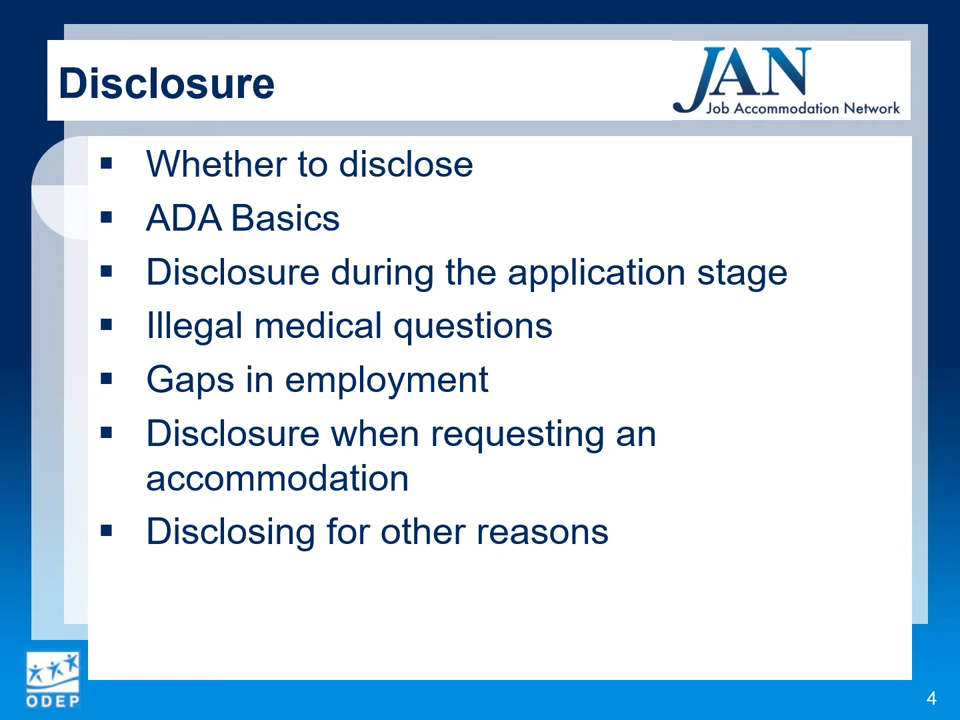 Disclosure
JAN
Job Accommodation Network
▪ Whether to disclose
▪ ADA Basics
▪ Disclosure during the application stage
▪ Illegal medical questions
▪ Gaps in employment
▪ Disclosure when requesting an
accommodation
▪ Disclosing for other reasons
ODEP
4